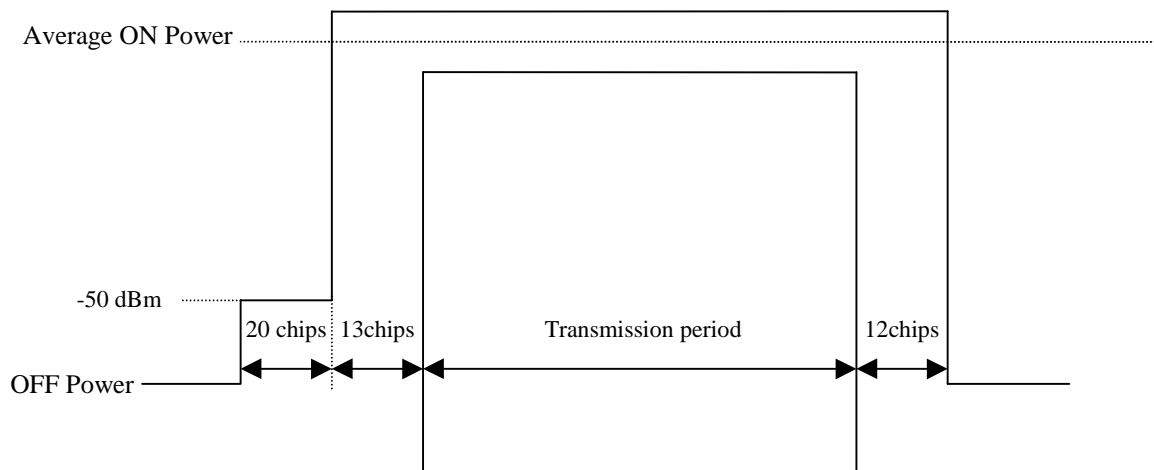 Average ON Power
-50 dBm
20 chips
13chips
Transmission period
12chips
OFF Power